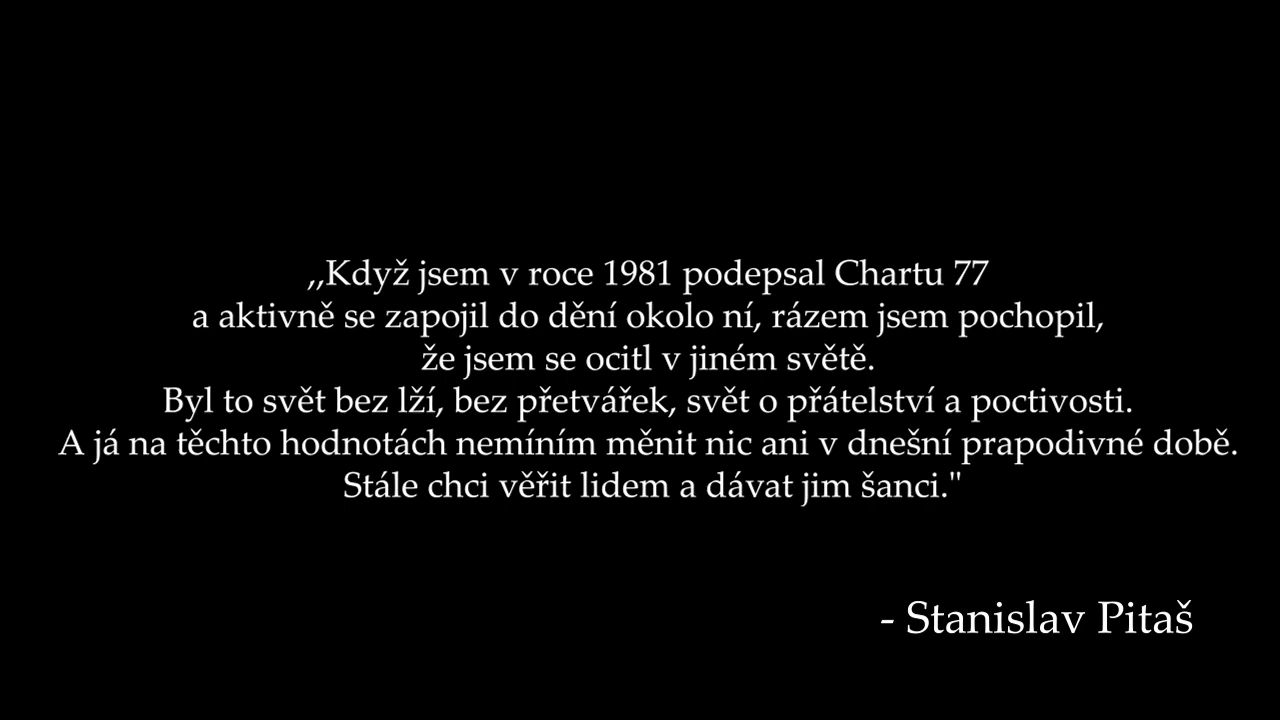 ,,Když jsem v roce 1981 podepsal Chartu 77
a aktivně se zapojil do dění okolo ní, rázem jsem pochopil,
že jsem se ocitl v jiném světě.
Byl to svět bez lží, bez přetvářek, svět o přátelství a poctivosti.
A já na těchto hodnotách nemíním měnit nic ani v dnešní prapodivné době.
Stále chci věřit lidem a dávat jim šanci."
- Stanislav Pitaš